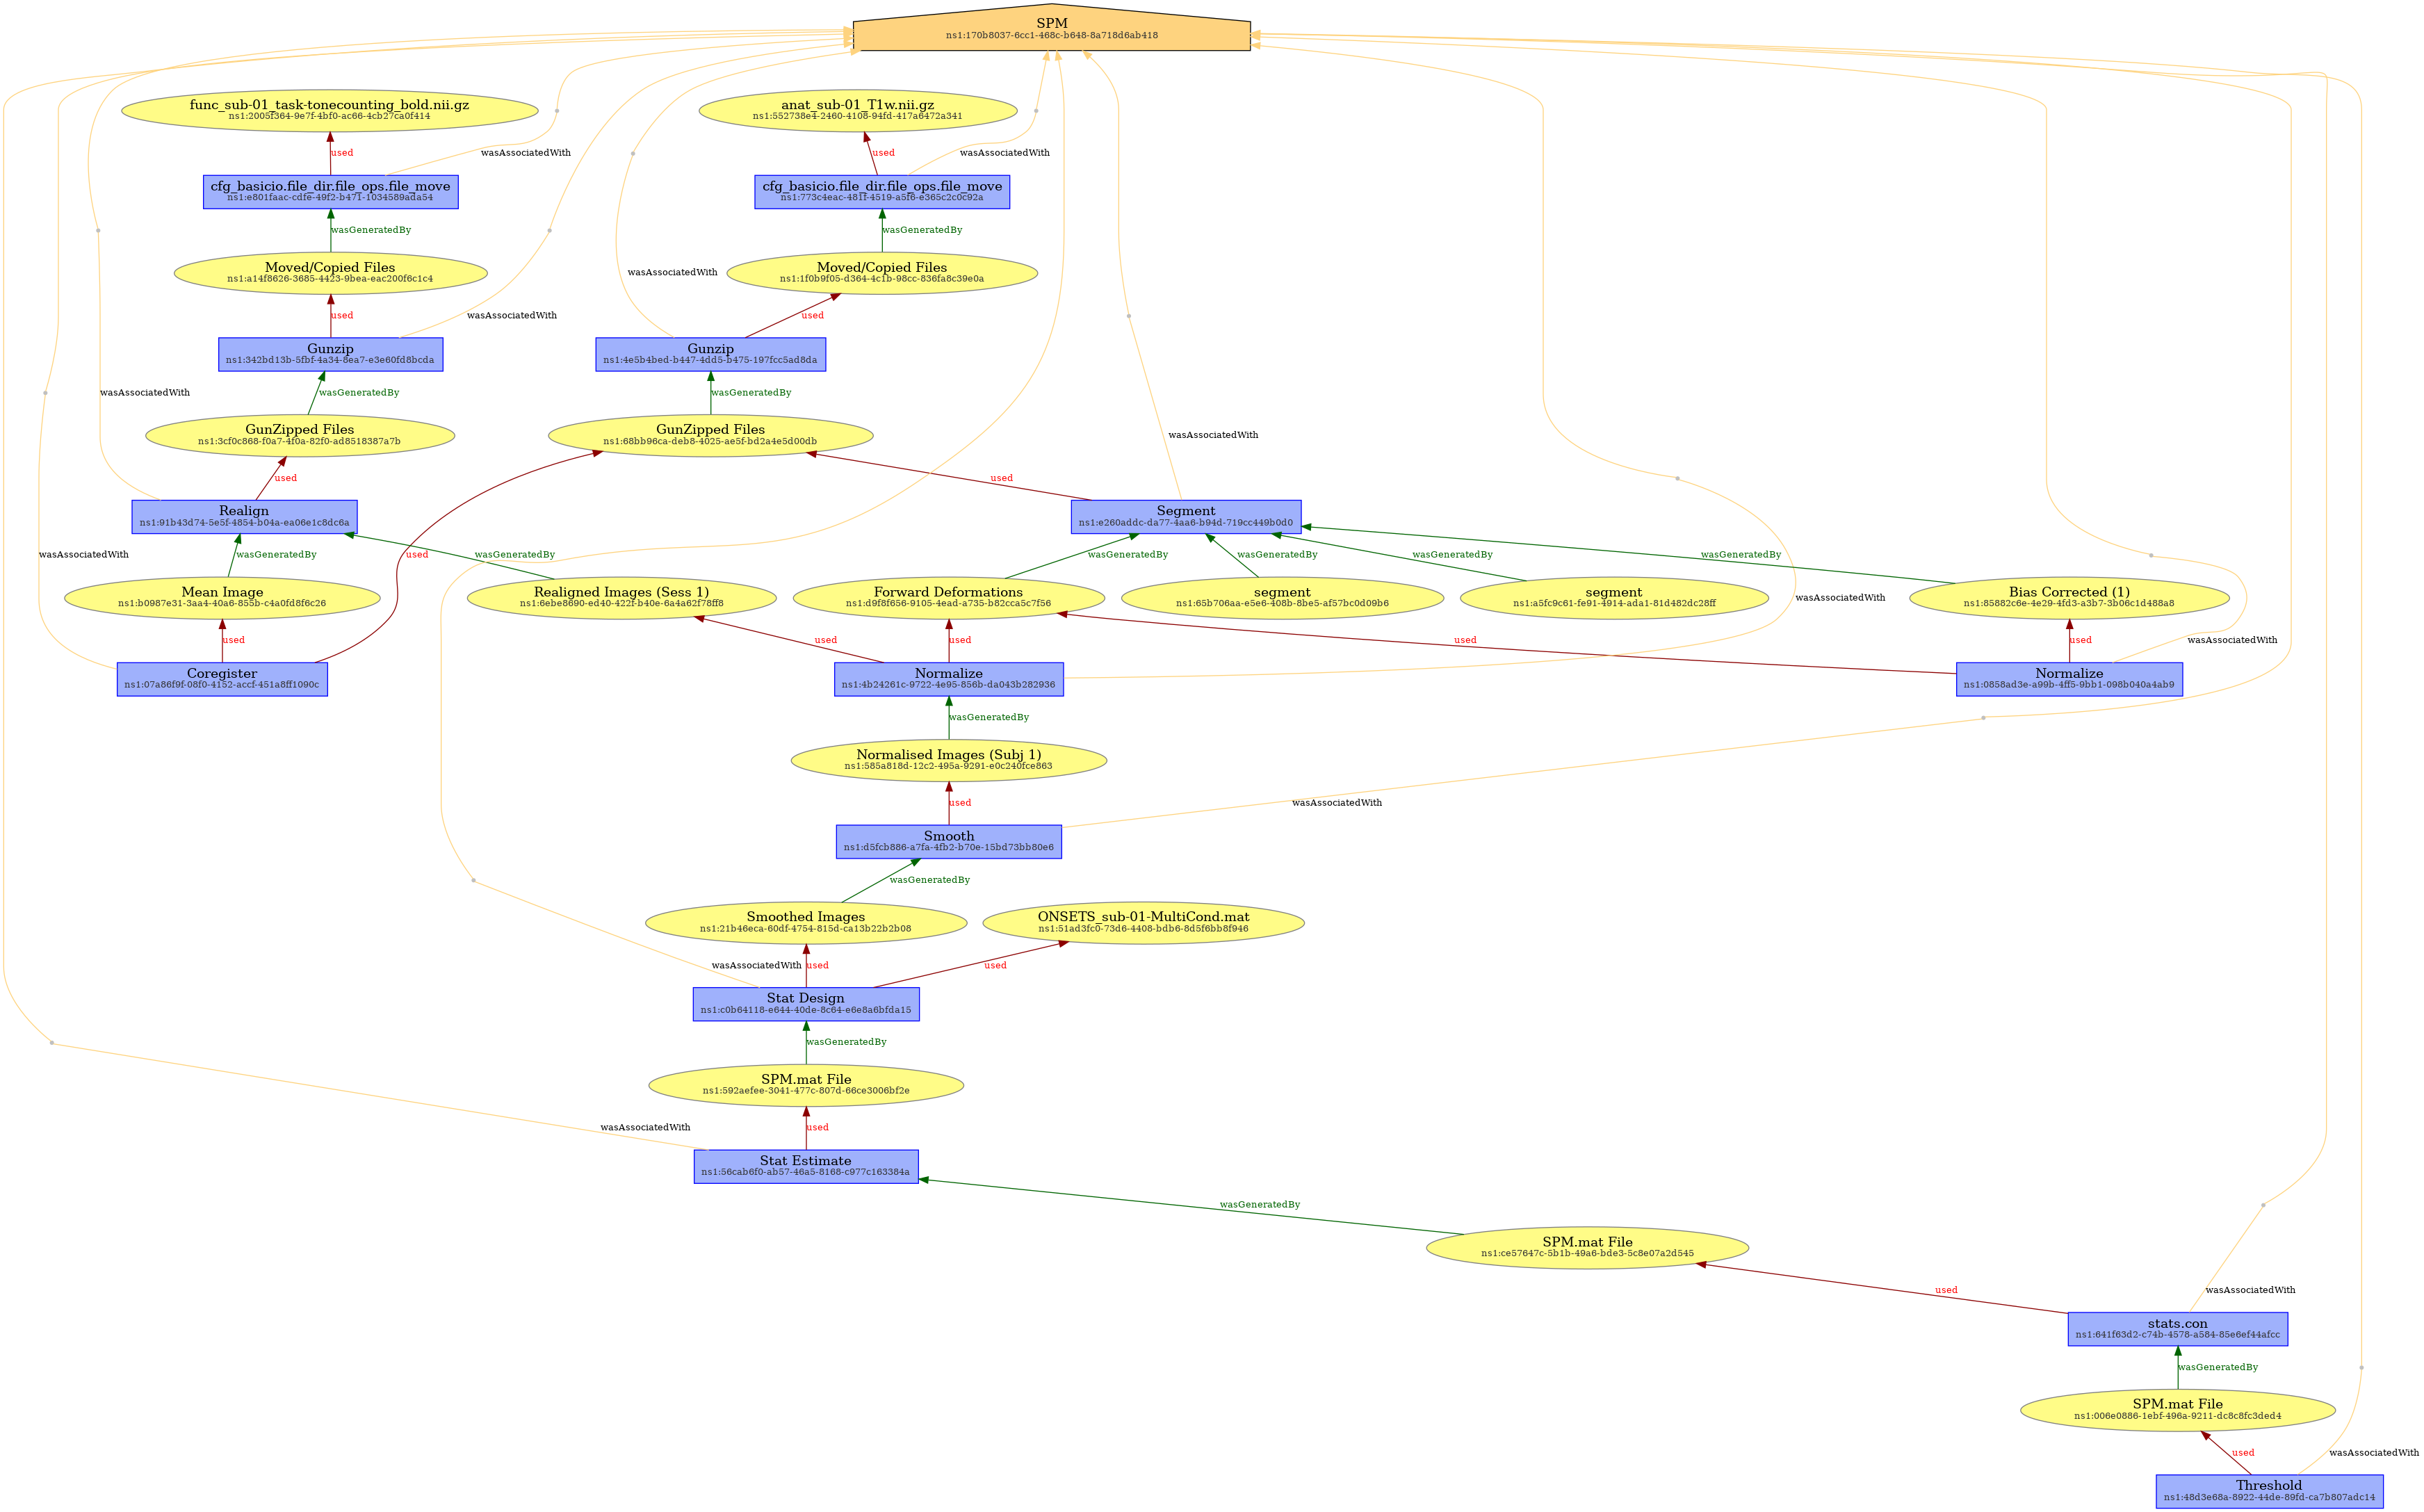 SPM
ns1:170b8037-6cc1-468c-b648-8a718d6ab418
func_sub-01_task-tonecounting_bold.nii.gz
ns1:2005f364-9e7f-4bf0-ac66-4cb27ca0f414
anat_sub-01_T1w.nii.gz
ns1:552738e4-2460-4108-94fd-417a6472a341
used
wasAssociatedWith
used
wasAssociatedWith
cfg_basicio.file_dir.file_ops.file_move
ns1:e801faac-cdfe-49f2-b471-1034589ada54
cfg_basicio.file_dir.file_ops.file_move
ns1:773c4eac-481f-4519-a5f6-e365c2c0c92a
wasGeneratedBy
wasGeneratedBy
Moved/Copied Files
ns1:a14f8626-3685-4423-9bea-eac200f6c1c4
wasAssociatedWith
Moved/Copied Files
ns1:1f0b9f05-d364-4c1b-98cc-836fa8c39e0a
used
wasAssociatedWith
used
Gunzip
ns1:342bd13b-5fbf-4a34-8ea7-e3e60fd8bcda
Gunzip
ns1:4e5b4bed-b447-4dd5-b475-197fcc5ad8da
wasAssociatedWith
wasGeneratedBy
wasGeneratedBy
GunZipped Files
ns1:3cf0c868-f0a7-4f0a-82f0-ad8518387a7b
GunZipped Files
ns1:68bb96ca-deb8-4025-ae5f-bd2a4e5d00db
wasAssociatedWith
used
used
Realign
ns1:91b43d74-5e5f-4854-b04a-ea06e1c8dc6a
Segment
ns1:e260addc-da77-4aa6-b94d-719cc449b0d0
wasAssociatedWith
wasGeneratedBy
used
wasGeneratedBy
wasGeneratedBy
wasGeneratedBy
wasGeneratedBy
wasGeneratedBy
Mean Image
ns1:b0987e31-3aa4-40a6-855b-c4a0fd8f6c26
Realigned Images (Sess 1)
ns1:6ebe8690-ed40-422f-b40e-6a4a62f78ff8
Forward Deformations
ns1:d9f8f656-9105-4ead-a735-b82cca5c7f56
segment
ns1:65b706aa-e5e6-408b-8be5-af57bc0d09b6
segment
ns1:a5fc9c61-fe91-4914-ada1-81d482dc28ff
wasAssociatedWith
Bias Corrected (1)
ns1:85882c6e-4e29-4fd3-a3b7-3b06c1d488a8
used
used
used
used
used
wasAssociatedWith
Coregister
ns1:07a86f9f-08f0-4152-accf-451a8ff1090c
Normalize
ns1:4b24261c-9722-4e95-856b-da043b282936
Normalize
ns1:0858ad3e-a99b-4ff5-9bb1-098b040a4ab9
wasGeneratedBy
Normalised Images (Subj 1)
ns1:585a818d-12c2-495a-9291-e0c240fce863
used
wasAssociatedWith
Smooth
ns1:d5fcb886-a7fa-4fb2-b70e-15bd73bb80e6
wasGeneratedBy
Smoothed Images
ns1:21b46eca-60df-4754-815d-ca13b22b2b08
ONSETS_sub-01-MultiCond.mat
ns1:51ad3fc0-73d6-4408-bdb6-8d5f6bb8f946
wasAssociatedWith
used
used
Stat Design
ns1:c0b64118-e644-40de-8c64-e6e8a6bfda15
wasGeneratedBy
SPM.mat File
ns1:592aefee-3041-477c-807d-66ce3006bf2e
wasAssociatedWith
used
Stat Estimate
ns1:56cab6f0-ab57-46a5-8168-c977c163384a
wasGeneratedBy
SPM.mat File
ns1:ce57647c-5b1b-49a6-bde3-5c8e07a2d545
used
wasAssociatedWith
stats.con
ns1:641f63d2-c74b-4578-a584-85e6ef44afcc
wasGeneratedBy
SPM.mat File
ns1:006e0886-1ebf-496a-9211-dc8c8fc3ded4
used
wasAssociatedWith
Threshold
ns1:48d3e68a-8922-44de-89fd-ca7b807adc14